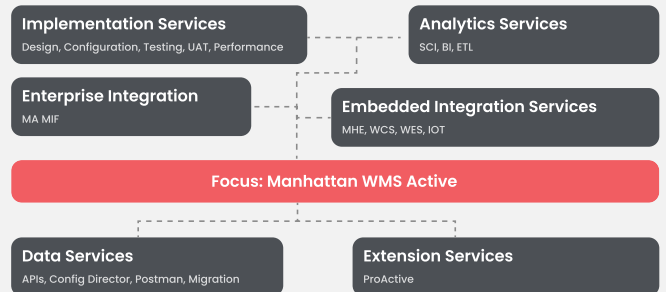 Implementation Services
Design, Configuration, Testing, UAT, Performance
Analytics Services
SCI, BI, ETL
Enterprise Integration
MA MIF
Embedded Integration Services
MHE, WCS, WES, IOT
Focus: Manhattan WMS Active
Data Services
APIs, Config Director, Postman, Migration
Extension Services
ProActive